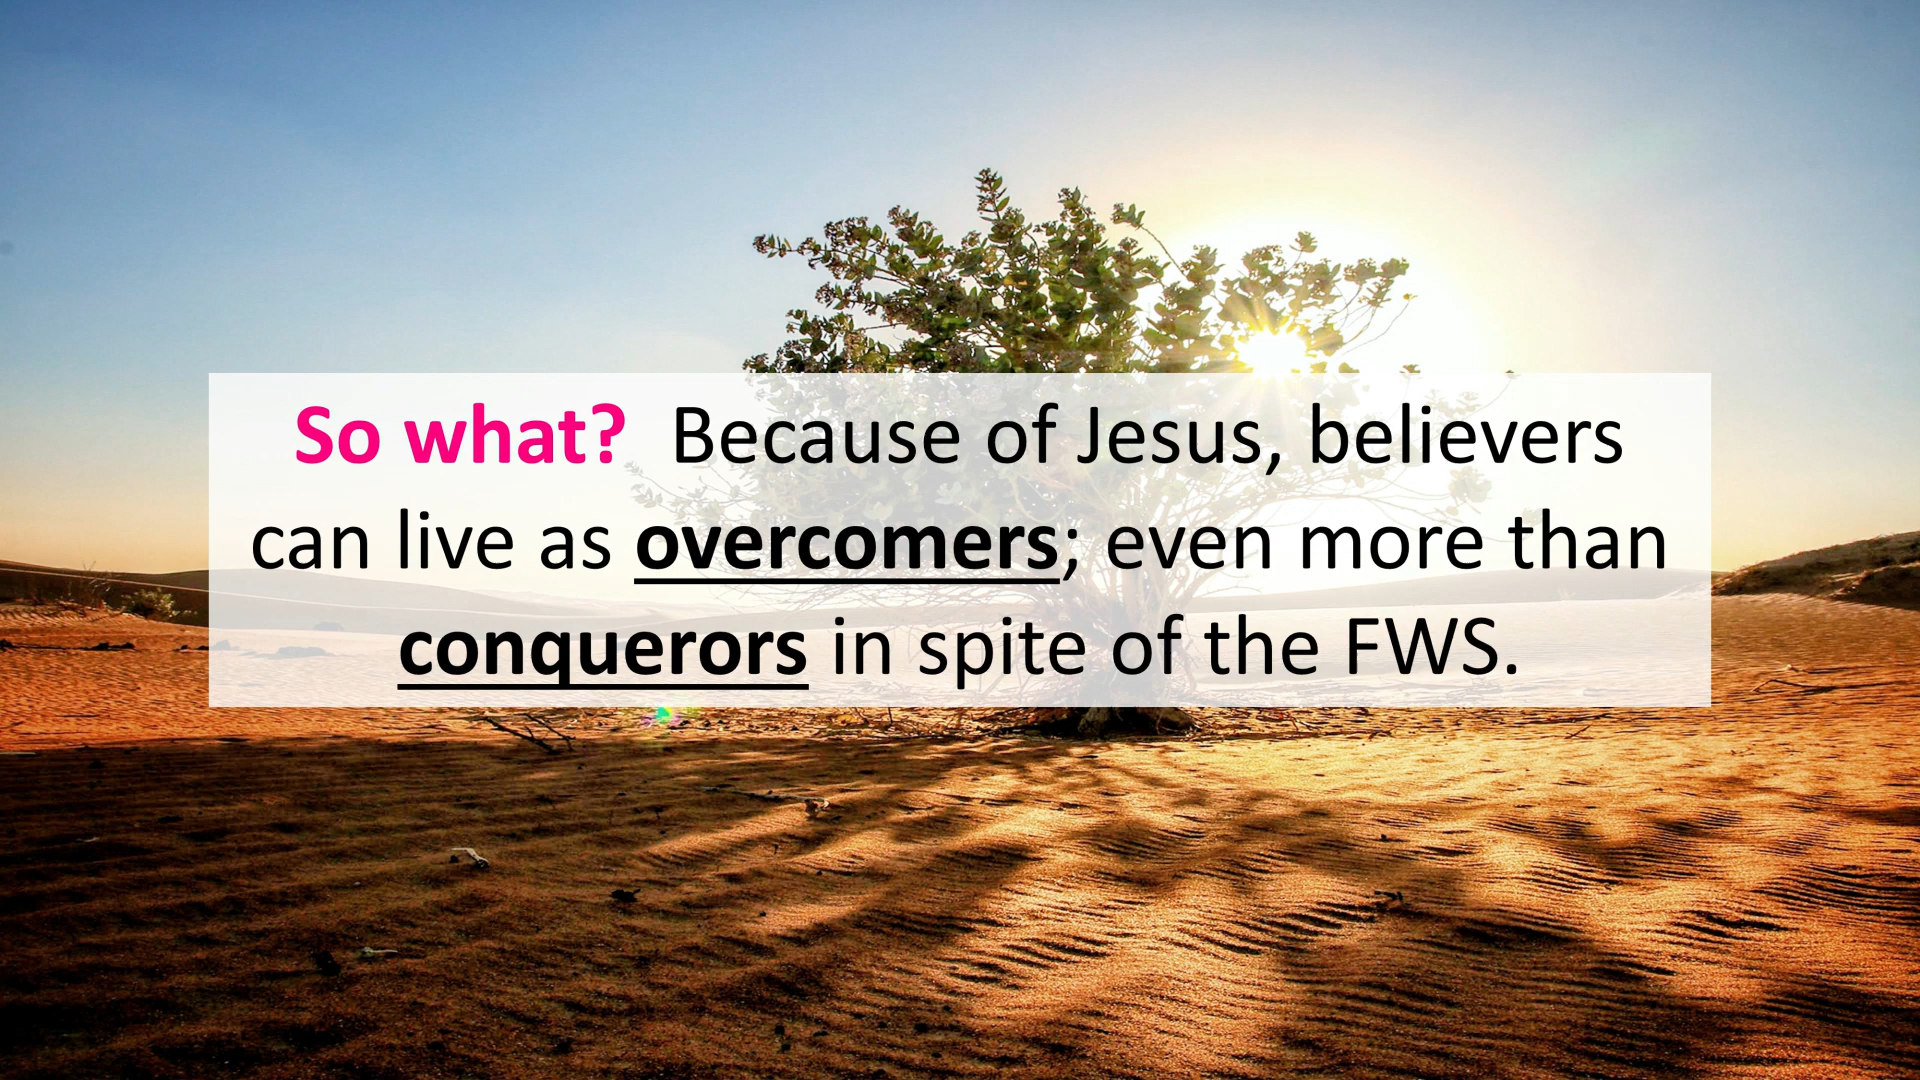 So what?  Because of Jesus, believers
can live as overcomers; even more than
conquerors in spite of the FWS.